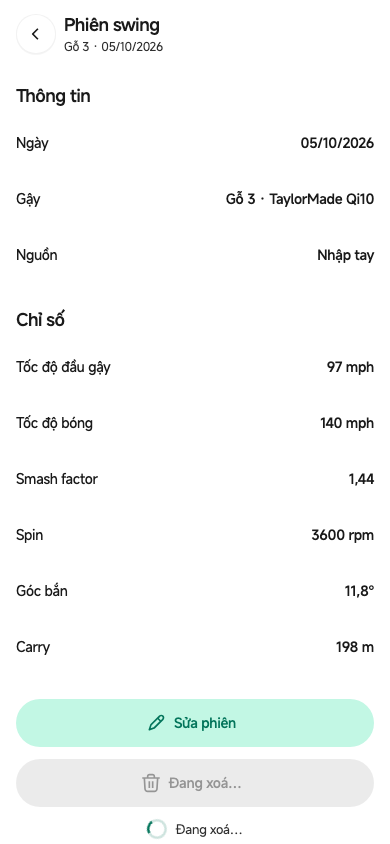 Phiên swing
Gỗ 3 · 05/10/2026
Thông tin
Ngày 05/10/2026
Gậy Gỗ 3 · TaylorMade Qi10
Nguồn Nhập tay
Chỉ số
Tốc độ đầu gậy 97 mph
Tốc độ bóng 140 mph
Smash factor 1,44
Spin 3600 rpm
Góc bắn 11,8°
Carry 198 m
Sửa phiên
Đang xoá...
Đang xoá...